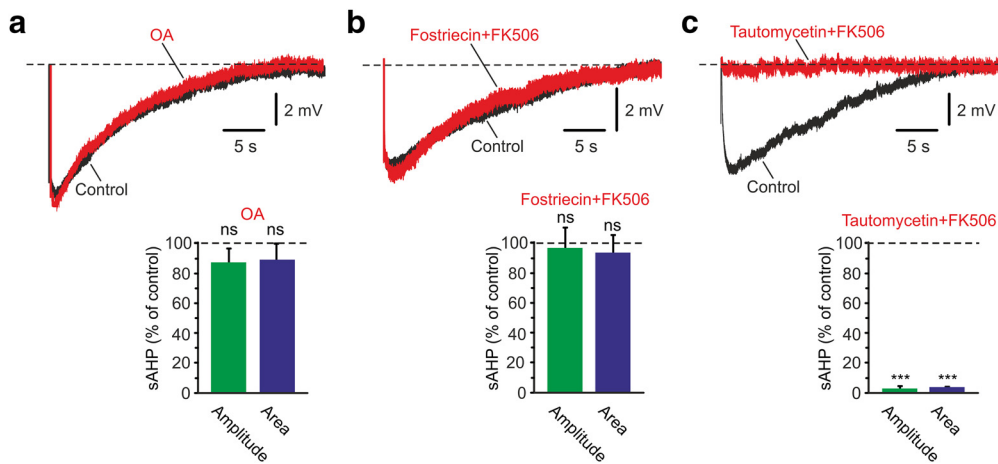 a
OA
2 mV
5 s
Control
OA
ns ns
100
80
60
40
20
0
sAHP (% of control)
Amplitude
Area
b
Fostriecin+FK506
2 mV
5 s
Control
Fostriecin+FK506
ns ns
100
80
60
40
20
0
sAHP (% of control)
Amplitude
Area
c
Tautomycetin+FK506
2 mV
5 s
Control
Tautomycetin+FK506
100
80
60
40
20
0
*** ***
sAHP (% of control)
Amplitude
Area